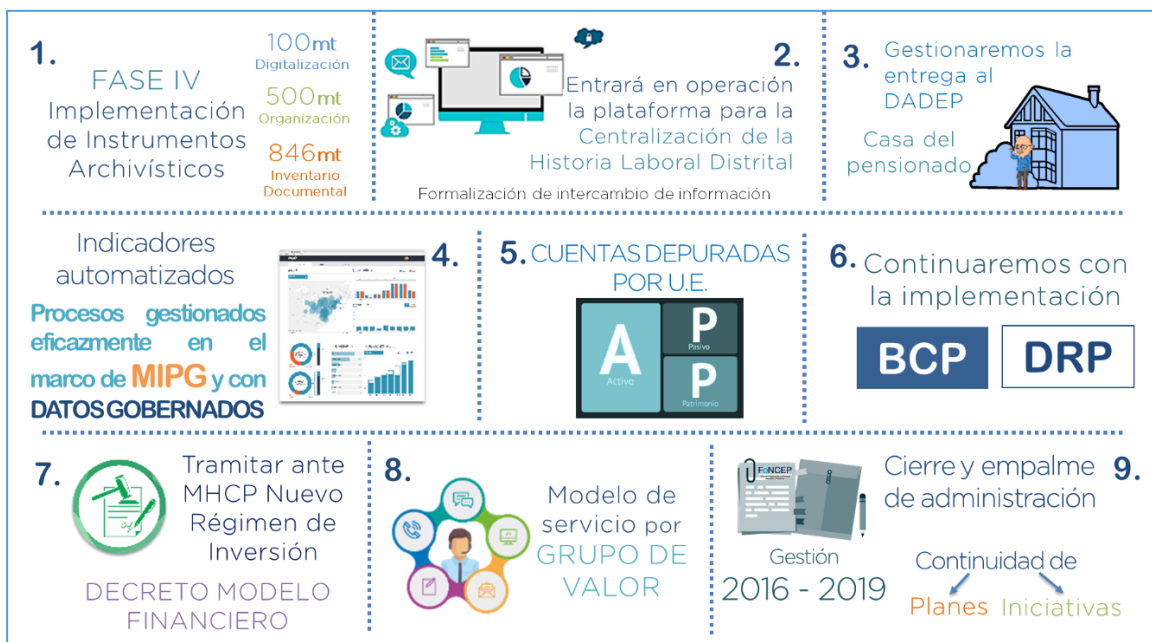 1.
FASE IV
Implementación
de Instrumentos
Archivísticos
100mt
Digitalización
500mt
Organización
846mt
Inventario
Documental
2.
Entrará en operación
la plataforma para la
Centralización de la
Historia Laboral Distrital
Formalización de intercambio de información
3.
Gestionaremos la
entrega al
DADEP
Casa del
pensionado
Indicadores
automatizados
4.
Procesos gestionados
eficazmente en el
marco de MIPG y con
DATOS GOBERNADOS
5. CUENTAS DEPURADAS
POR U.E.
A
Activo
P
Pasivo
P
Patrimonio
6. Continuaremos con
la implementación
BCP
DRP
7.
Tramitar ante
MHCP Nuevo
Régimen de
Inversión
DECRETO MODELO
FINANCIERO
8.
Modelo de
servicio por
GRUPO DE
VALOR
FONCEP
Gestión
2016 - 2019
Cierre y empalme
de administración
9.
Continuidad de
Planes Iniciativas